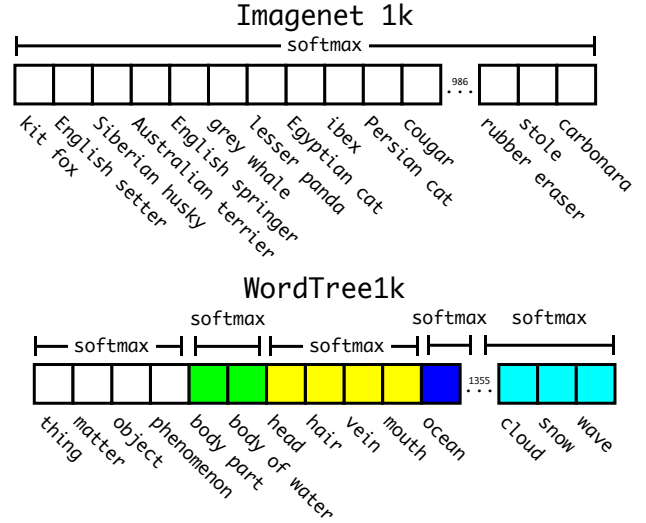 Imagenet 1k
softmax
986
...
kit fox
English setter
Siberian husky
Australian terrier
English springer
grey whale
lesser panda
Egyptian cat
ibex
Persian cat
cougar
rubber eraser
stole
carbonara
WordTree1k
softmax
softmax
softmax
softmax
softmax
1355
...
thing
matter
object
phenomenon
body part
body of water
head
hair
vein
mouth
ocean
cloud
snow
wave